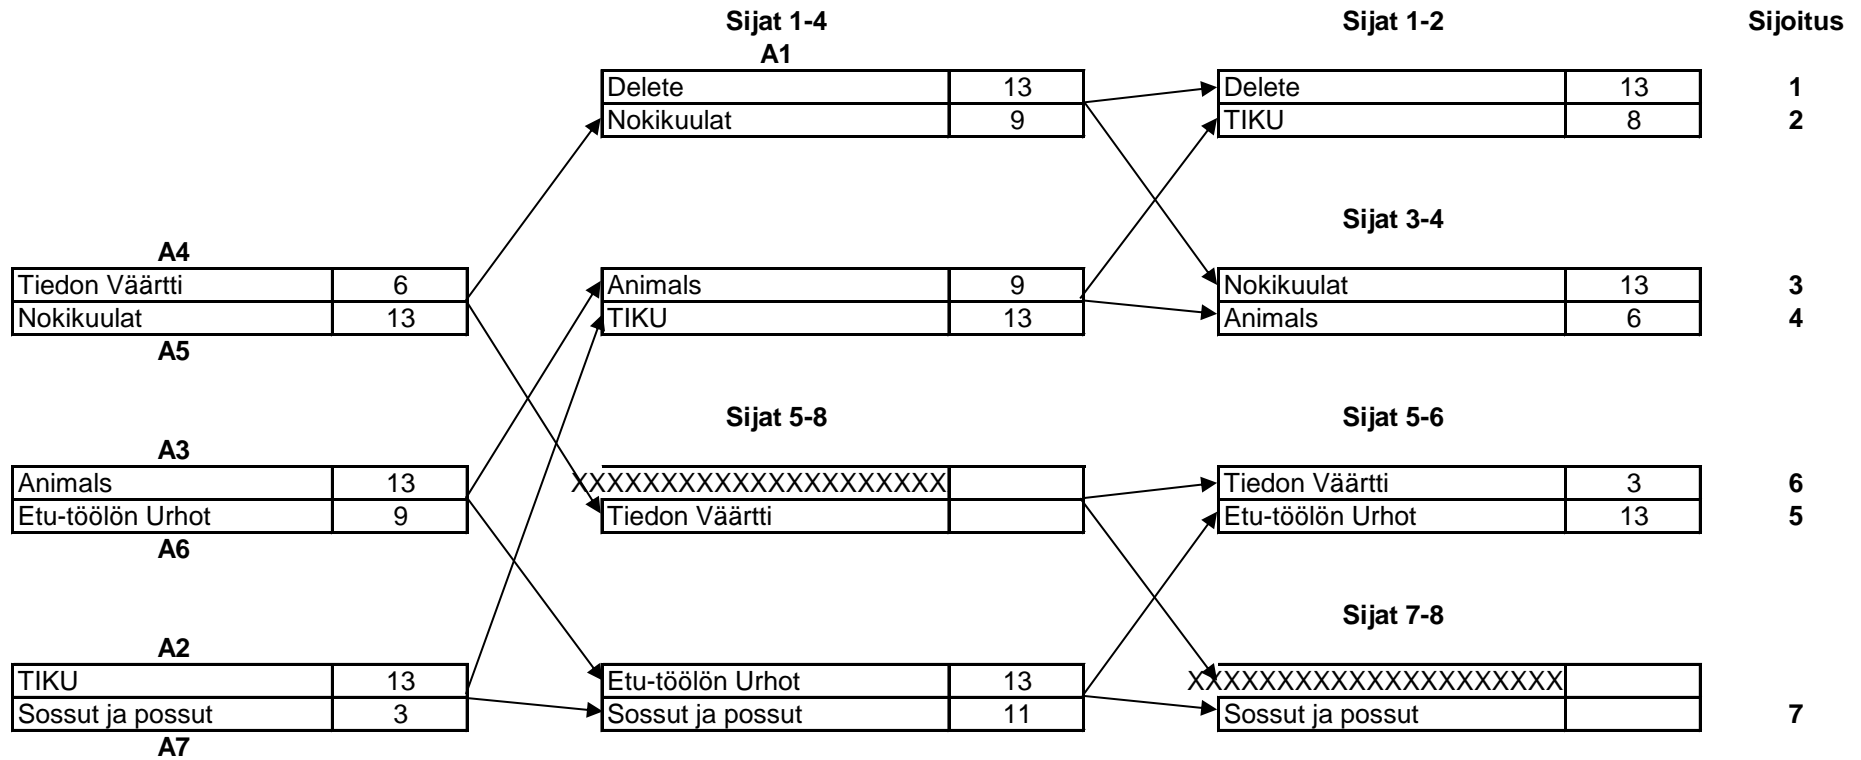 Sijat 1-4 Sijat 1-2 Sijoitus
A1
Delete 13 Delete 13 1
Nokikuulat 9 TIKU 8 2
Sijat 3-4
A4
Tiedon Väärtti 6 Animals 9 Nokikuulat 13 3
Nokikuulat 13 TIKU 13 Animals 6 4
A5
Sijat 5-8 Sijat 5-6
A3
Animals 13 XXXXXXXXXXXXXXXXXXXXX Tiedon Väärtti 3 6
Etu-töölön Urhot 9 Tiedon Väärtti Etu-töölön Urhot 13 5
A6
Sijat 7-8
A2
TIKU 13 Etu-töölön Urhot 13 XXXXXXXXXXXXXXXXXXXXX
Sossut ja possut 3 Sossut ja possut 11 Sossut ja possut 7
A7